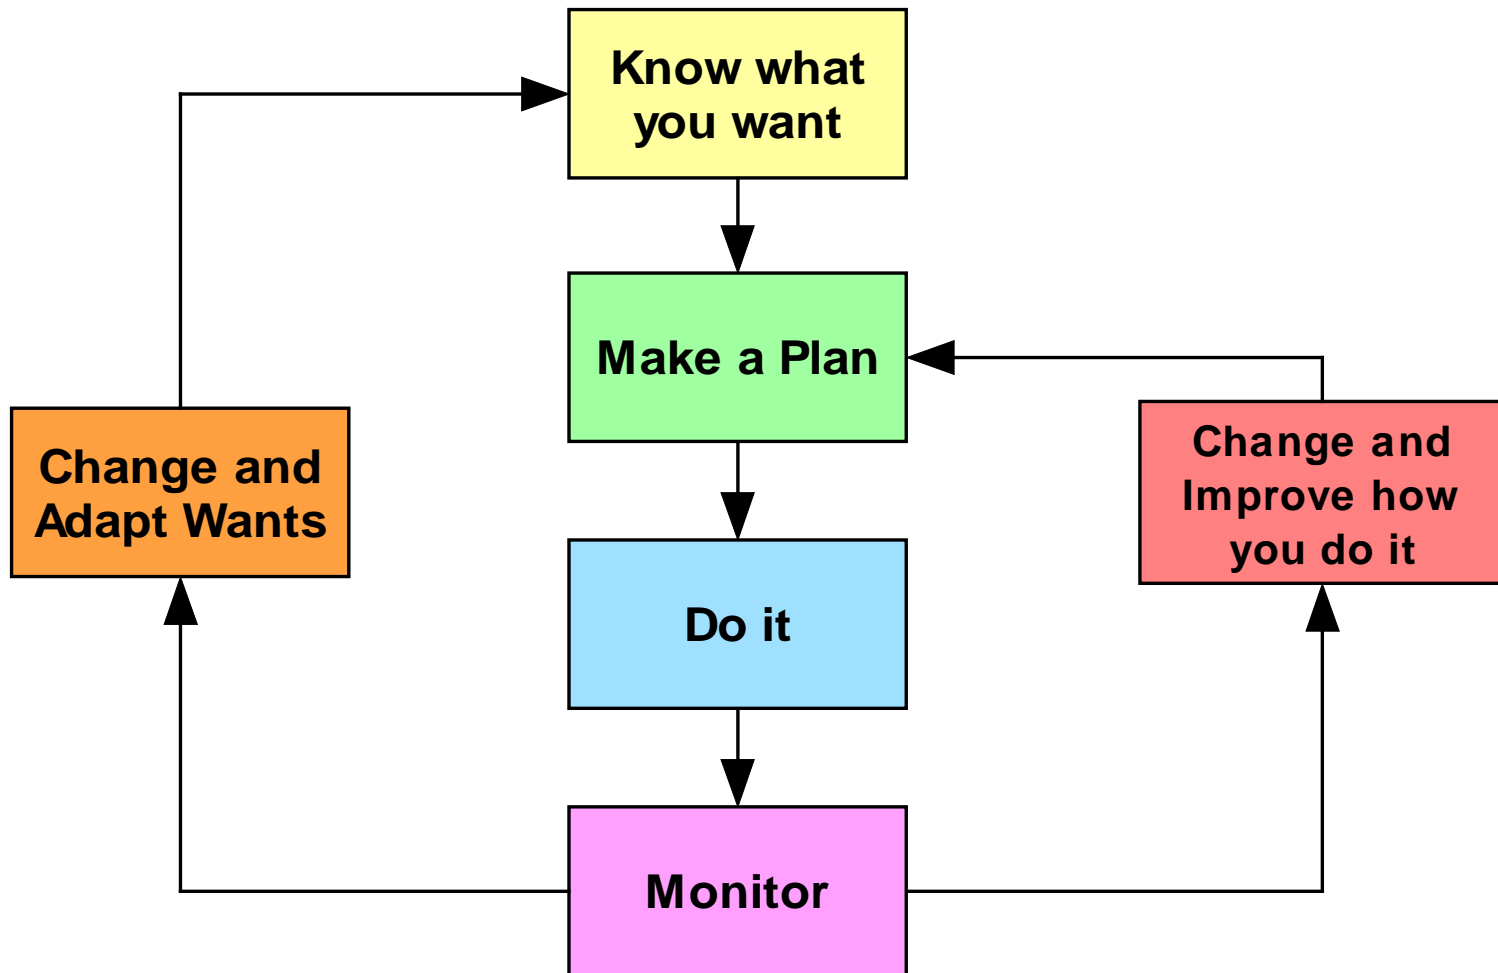 Know what
you want
Make a Plan
Change and
Adapt Wants
Change and
Improve how
you do it
Do it
Monitor